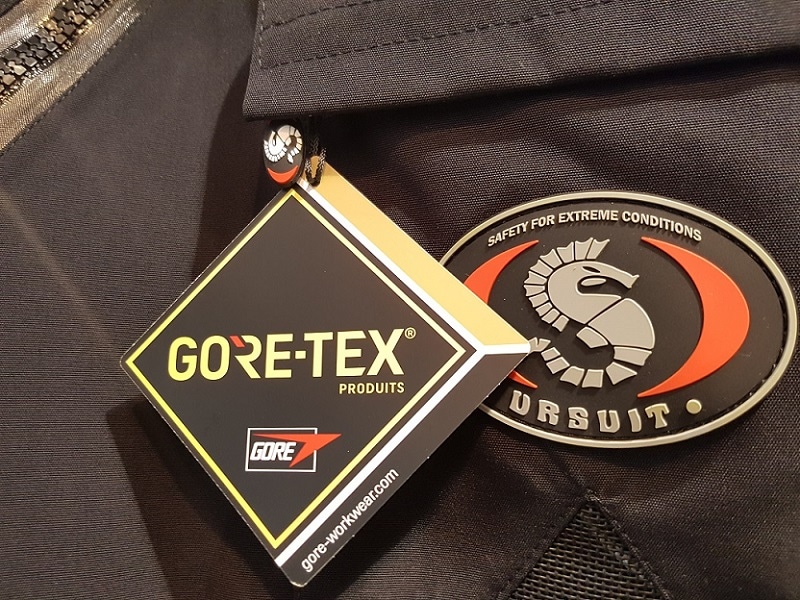 SAFETY FOR EXTREME CONDITIONS
URSUIT
GORE-TEX®
PRODUITS
GORE
gore-workwear.com